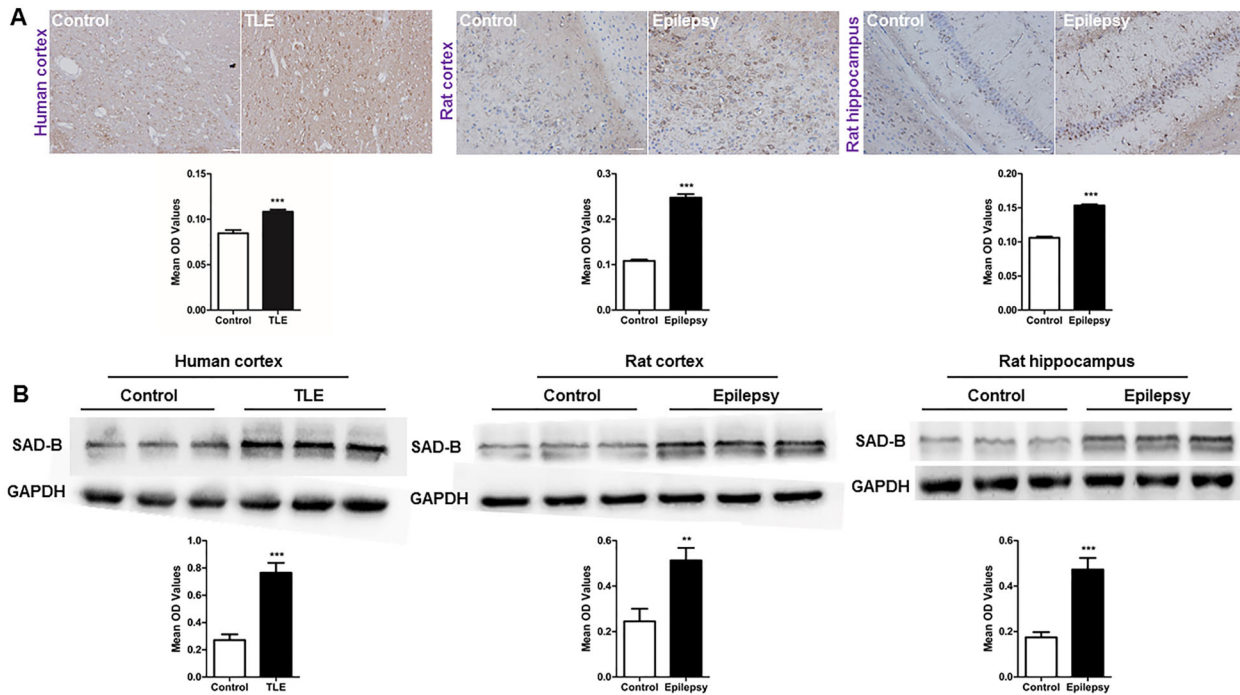 A
Human cortex
Control
TLE
Rat cortex
Control
Epilepsy
Rat hippocampus
Control
Epilepsy
Mean OD Values
0.15
0.10
0.05
0.00
***
Control
TLE
Mean OD Values
0.3
0.2
0.1
0.0
***
Control
Epilepsy
Mean OD Values
0.20
0.15
0.10
0.05
0.00
***
Control
Epilepsy
B
Human cortex
Control
TLE
SAD-B
GAPDH
Rat cortex
Control
Epilepsy
SAD-B
GAPDH
Rat hippocampus
Control
Epilepsy
SAD-B
GAPDH
Mean OD Values
1.0
0.8
0.6
0.4
0.2
0.0
***
Control
TLE
Mean OD Values
0.6
0.4
0.2
0.0
**
Control
Epilepsy
Mean OD Values
0.6
0.4
0.2
0.0
***
Control
Epilepsy